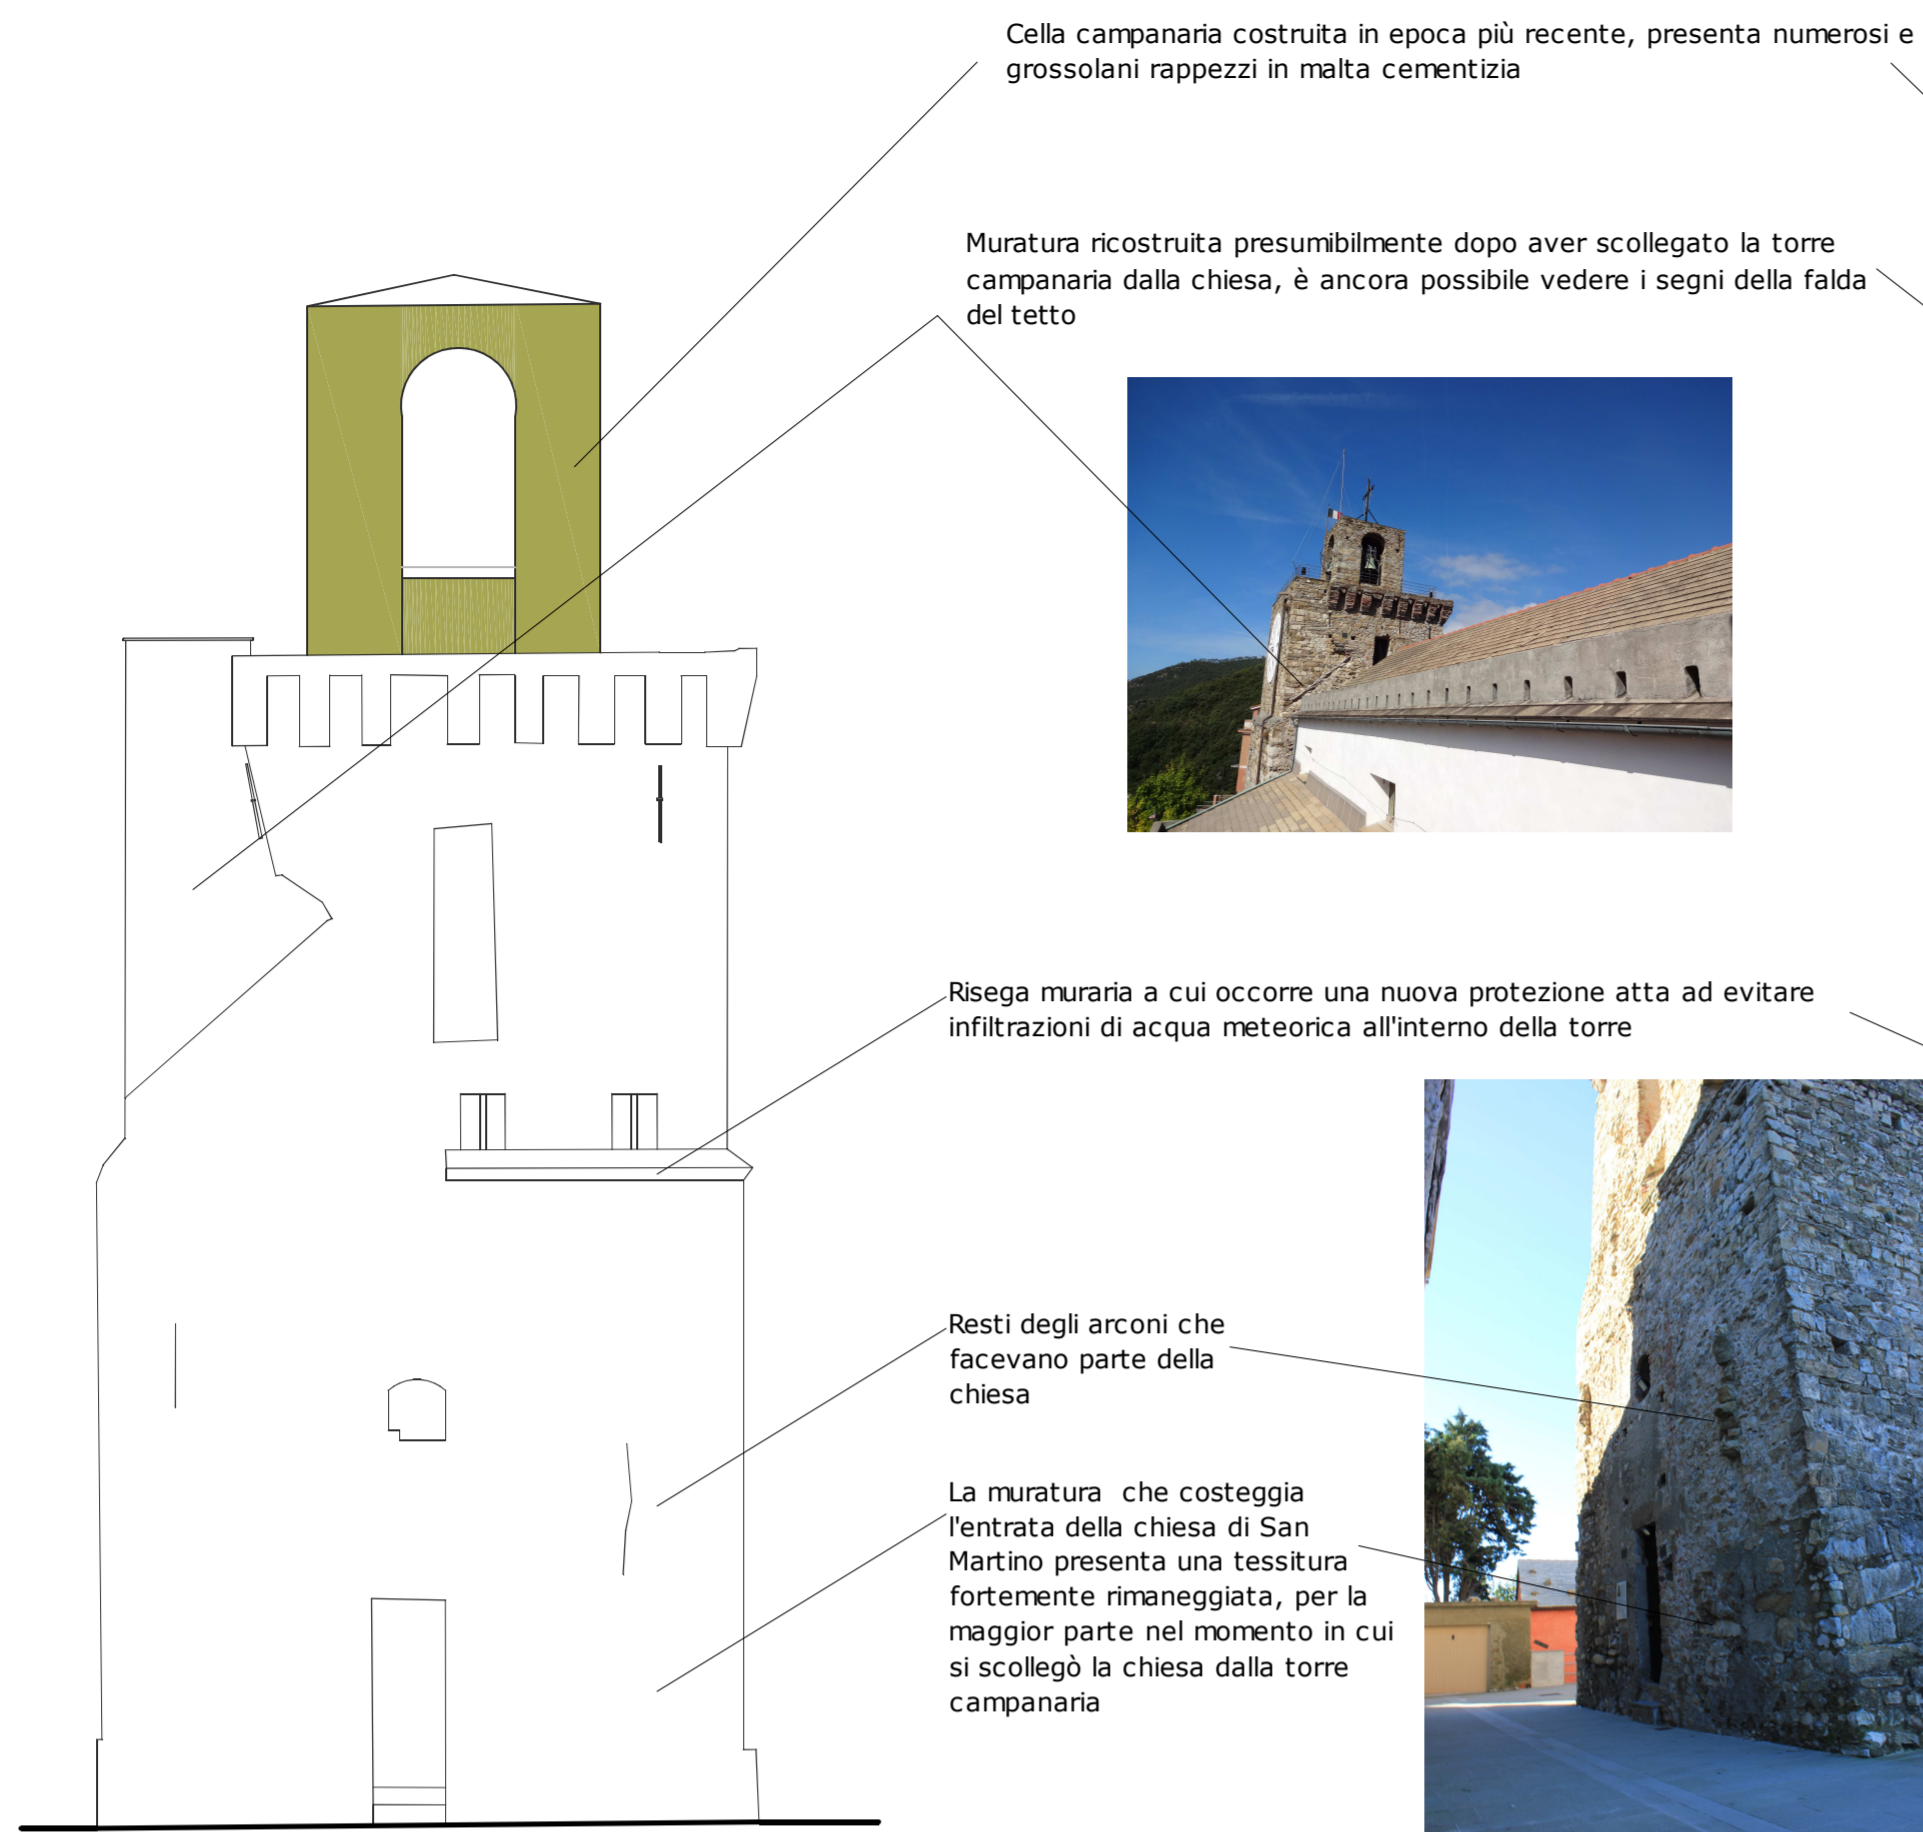 Cella campanaria costruita in epoca più recente, presenta numerosi e
grossolani rappezzi in malta cementizia
Muratura ricostruita presumibilmente dopo aver scollegato la torre
campanaria dalla chiesa, è ancora possibile vedere i segni della falda
del tetto
Risega muraria a cui occorre una nuova protezione atta ad evitare
infiltrazioni di acqua meteorica all'interno della torre
Resti degli arconi che
facevano parte della
chiesa
La muratura  che costeggia
l'entrata della chiesa di San
Martino presenta una tessitura
fortemente rimaneggiata, per la
maggior parte nel momento in cui
si scollegò la chiesa dalla torre
campanaria